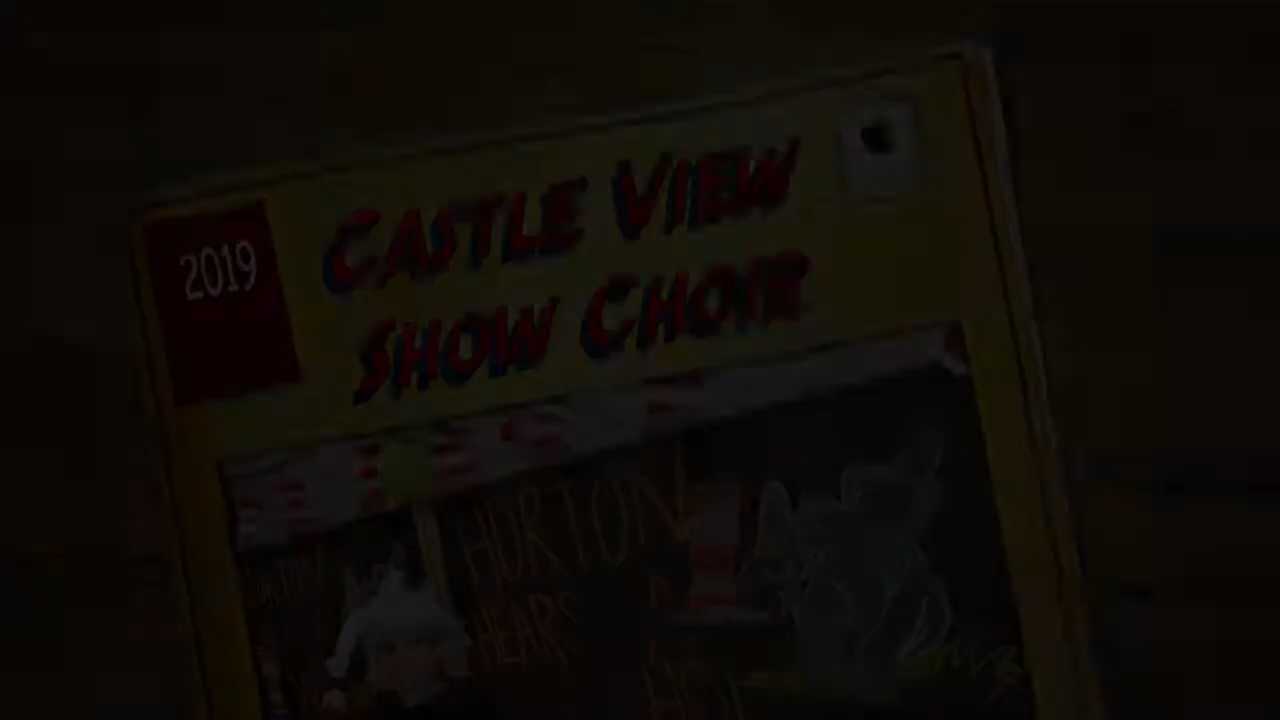 2019
CASTLE VIEW
SHOW CHOIR
HORTON
HEARS